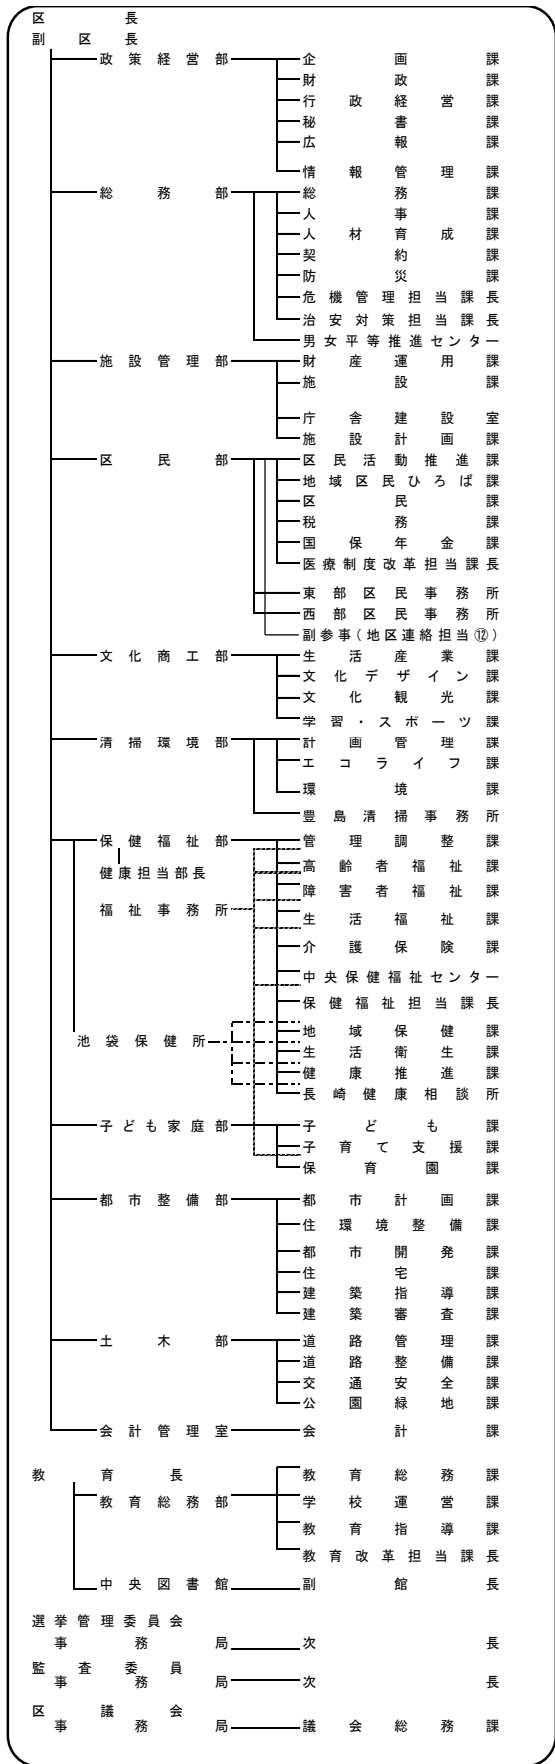 区長
副区長
政策経営部 企画課
財政課
行政経営課
秘書課
広報課
情報管理課
総務部 総務課
人事課
人材育成課
契約課
防災課
危機管理担当課長
治安対策担当課長
男女平等推進センター
施設管理部 財産運用課
施設課
庁舎建設室
施設計画課
区民部 区民活動推進課
地域区民ひろば課
区民課
税務課
国保年金課
医療制度改革担当課長
東部区民事務所
西部区民事務所
副参事(地区連絡担当⑫)
文化商工部 生活産業課
文化デザイン課
文化観光課
学習・スポーツ課
清掃環境部 計画管理課
エコライフ課
環境課
豊島清掃事務所
保健福祉部 管理調整課
健康担当部長 高齢者福祉課
障害者福祉課
福祉事務所 生活福祉課
介護保険課
中央保健福祉センター
保健福祉担当課長
地域保健課
池袋保健所 生活衛生課
健康推進課
長崎健康相談所
子ども家庭部 子ども課
子育て支援課
保育園課
都市整備部 都市計画課
住環境整備課
都市開発課
住宅課
建築指導課
建築審査課
土木部 道路管理課
道路整備課
交通安全課
公園緑地課
会計管理室 会計課
教育長 教育総務課
教育総務部 学校運営課
教育指導課
教育改革担当課長
中央図書館 副館長
選挙管理委員会
事務局 次長
監査委員
事務局 次長
区議会
事務局 議会総務課